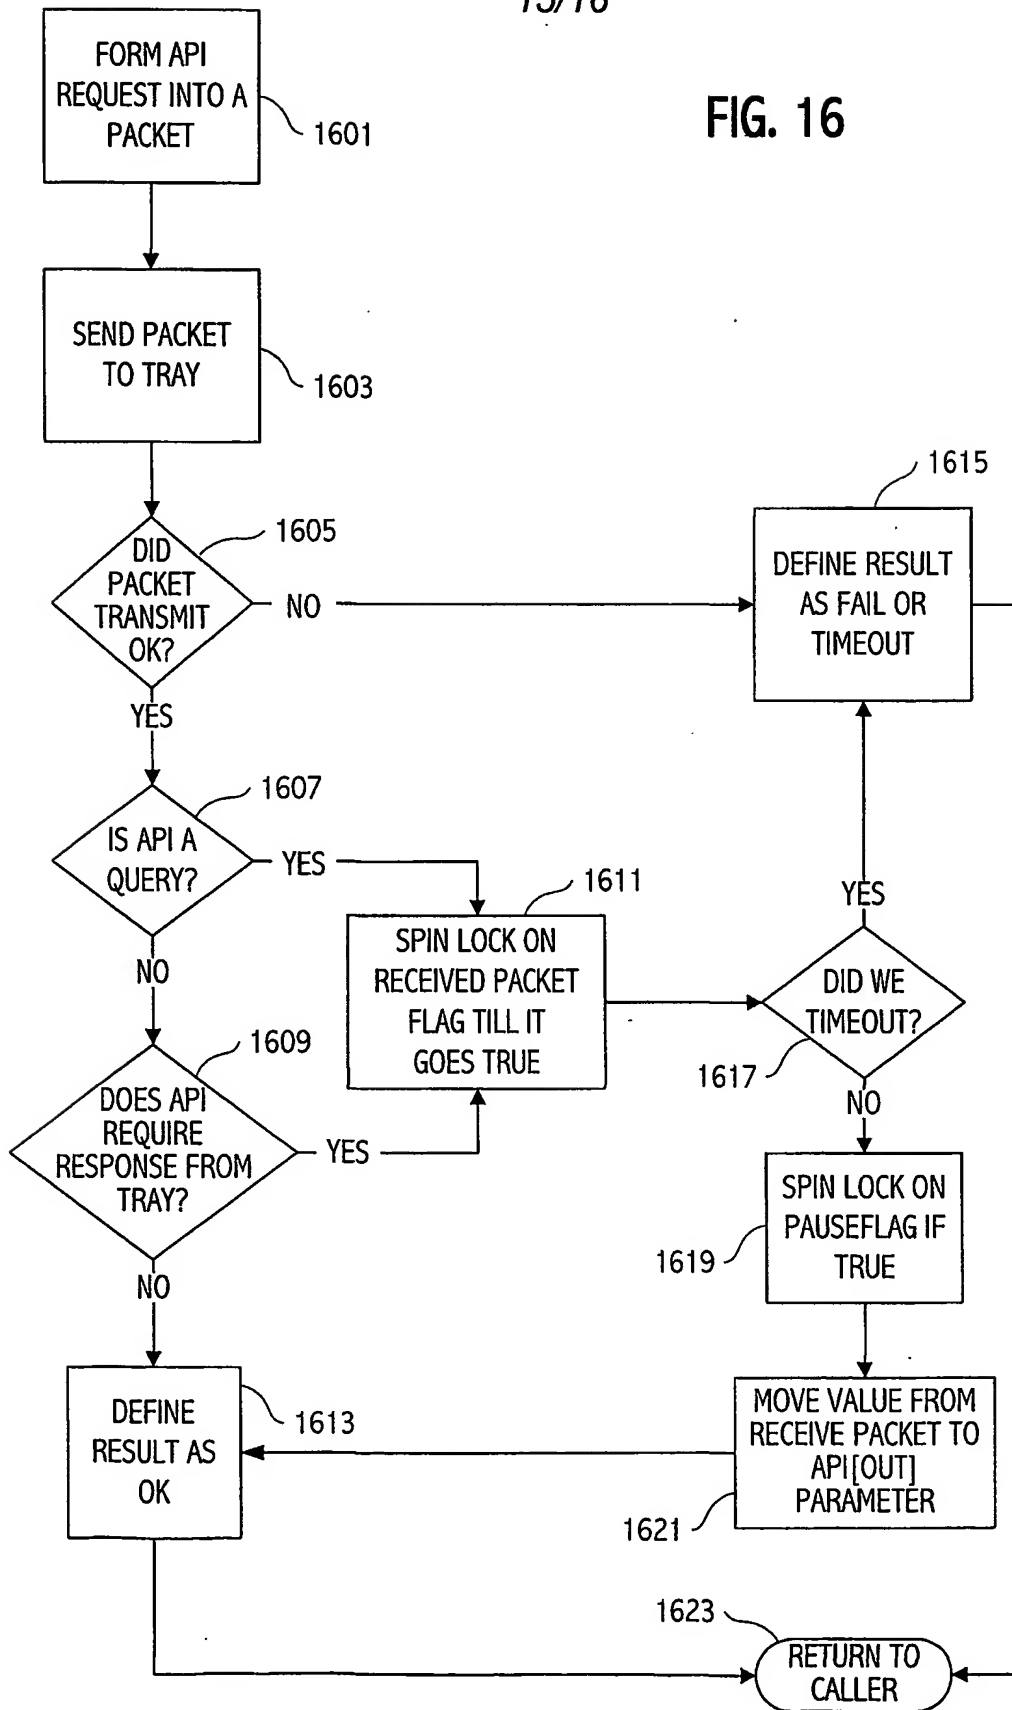 15/16
FORM API
REQUEST INTO A
PACKET
1601
FIG. 16
SEND PACKET
TO TRAY
1603
1605
DID
PACKET
TRANSMIT
OK?
NO
1615
DEFINE RESULT
AS FAIL OR
TIMEOUT
YES
1607
IS API A
QUERY?
YES
1611
SPIN LOCK ON
RECEIVED PACKET
FLAG TILL IT
GOES TRUE
YES
DID WE
TIMEOUT?
1617
NO
NO
1609
DOES API
REQUIRE
RESPONSE FROM
TRAY?
YES
SPIN LOCK ON
PAUSEFLAG IF
TRUE
1619
NO
DEFINE
RESULT AS
OK
1613
MOVE VALUE FROM
RECEIVE PACKET TO
API[OUT]
PARAMETER
1621
1623
RETURN TO
CALLER